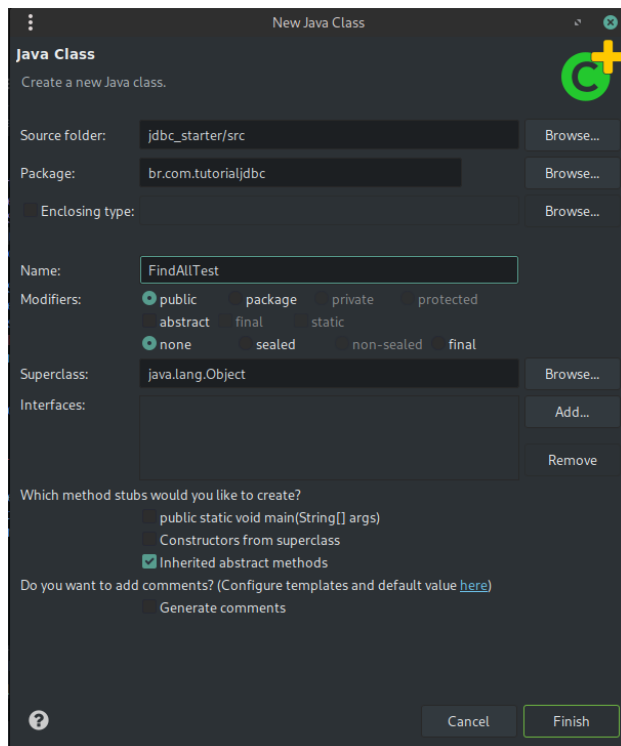 New Java Class
Java Class
Create a new Java class.
Source folder: jdbc_starter/src Browse...
Package: br.com.tutorialjdbc Browse...
Enclosing type: Browse...
Name: FindAllTest
Modifiers: public package private protected
abstract final static
none sealed non-sealed final
Superclass: java.lang.Object Browse...
Interfaces: Add...
Remove
Which method stubs would you like to create?
public static void main(String[] args)
Constructors from superclass
Inherited abstract methods
Do you want to add comments? (Configure templates and default value here)
Generate comments
? Cancel Finish